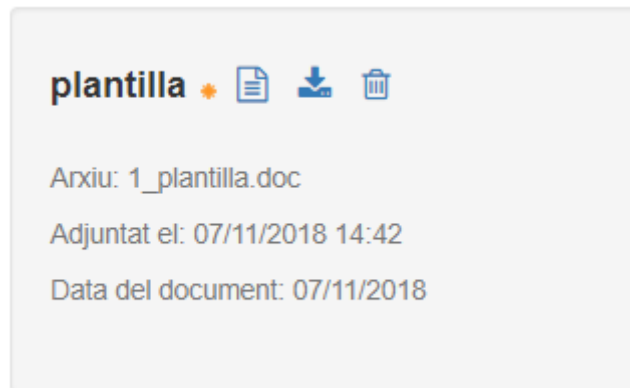 plantilla
Arxiu: 1_plantilla.doc
Adjuntat el: 07/11/2018 14:42
Data del document: 07/11/2018